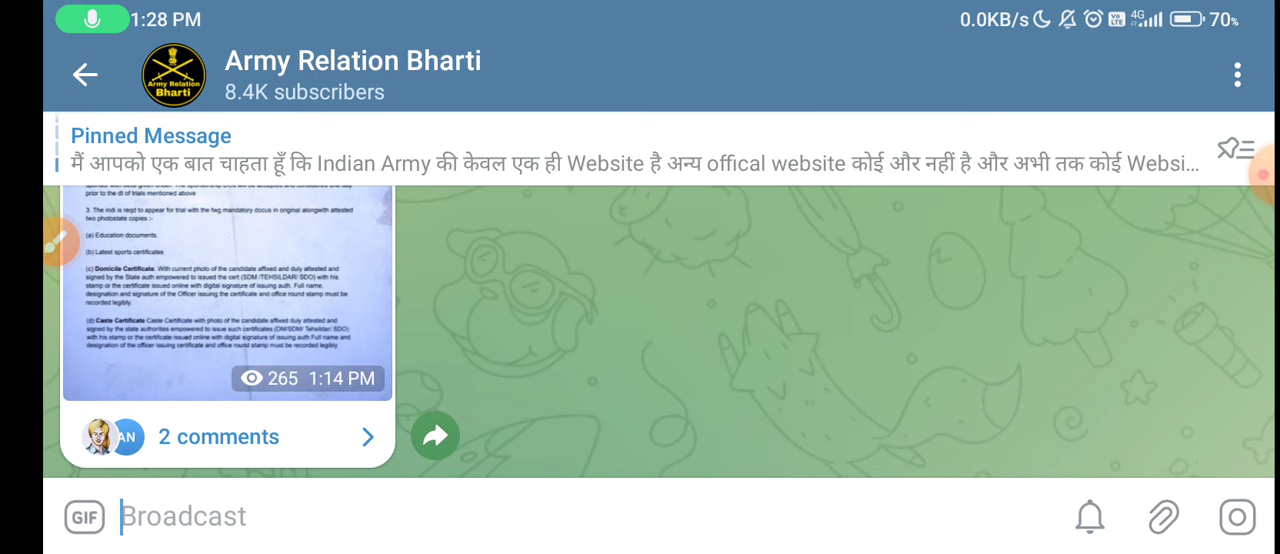 1:28 PM
0.0KB/s 4G Vo LTE 70%
Army Relation Bharti
Army Relation Bharti
8.4K subscribers
Pinned Message
मैं आपको एक बात चाहता हूँ कि Indian Army की केवल एक ही Website है अन्य offical website कोई और नहीं है और अभी तक कोई Websi...
prior to the dt of trials mentioned above
3. The indi is reqd to appear for trial with the fwg mandatory docus in original alongwith attested
two photostate copies :-
(a) Education documents.
(b) Latest sports certificates
(c) Domicile Certificate. With current photo of the candidate affixed and duly attested and
signed by the State auth empowered to issued the cert (SDM /TEHSILDAR/ SDO) with his
stamp or the certificate issued online with digital signature of issuing auth. Full name,
designation and signature of the Officer issuing the certificate and office round stamp must be
recorded legibly.
(d) Caste Certificate Caste Certificate with photo of the candidate affixed duly attested and
signed by the state authorities empowered to issue such certificates (DM/SDM/ Tehsildar/ SDO)
with his stamp or the certificate issued online with digital signature of issuing auth Full name and
designation of the officer issuing certificate and office round stamp must be recorded legibly
265 1:14 PM
AN
2 comments
GIF
Broadcast